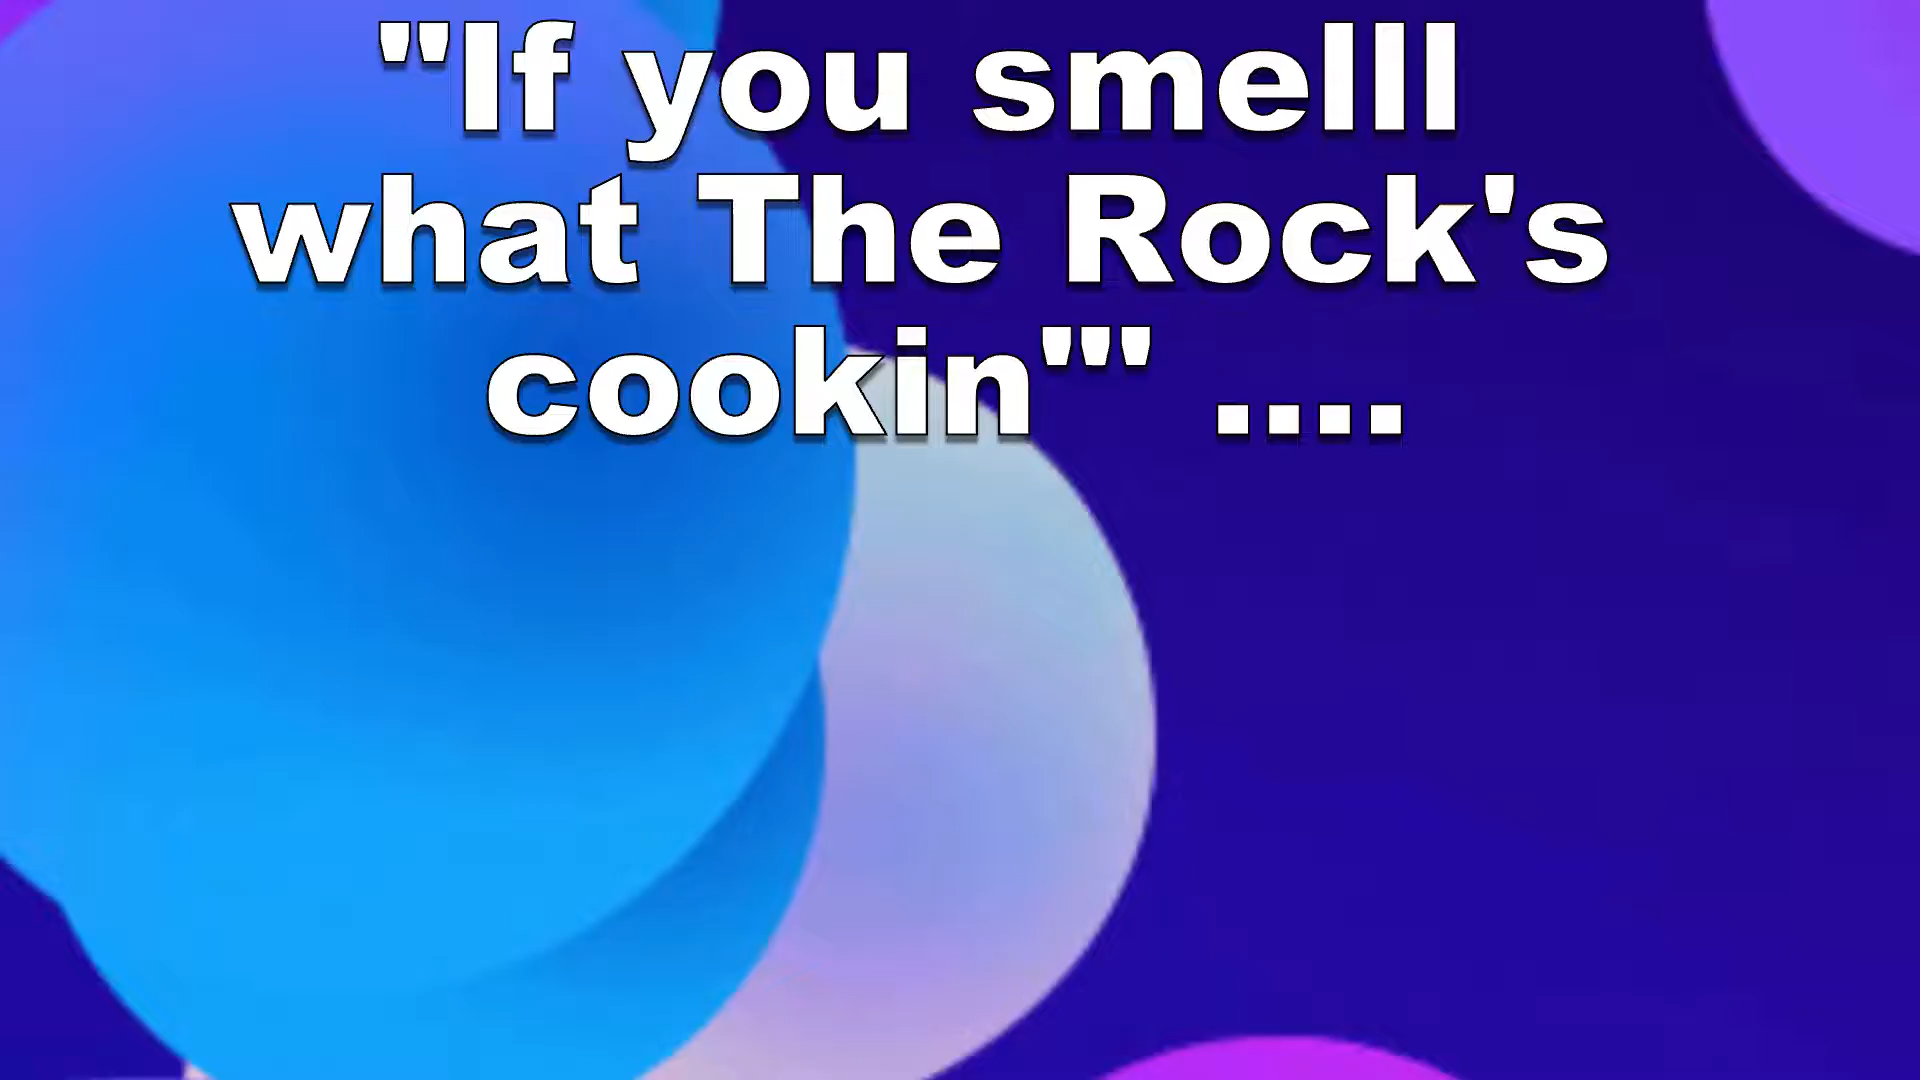 "If you smelll
what The Rock's
cookin'"' ....